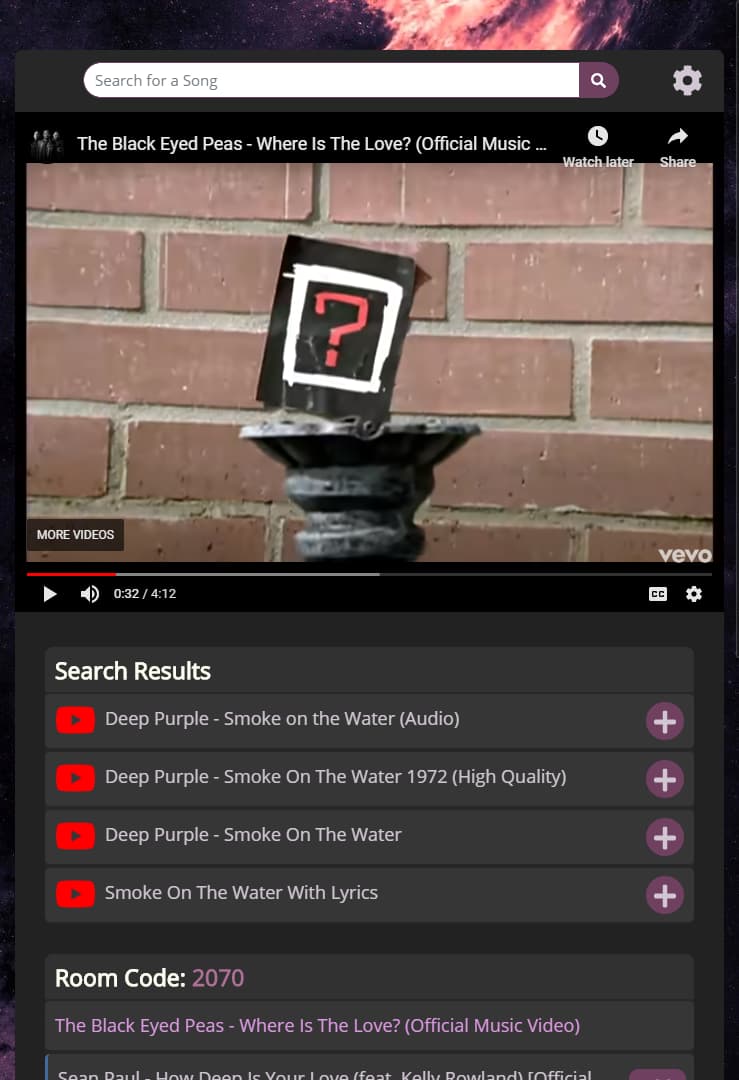 Search for a Song
The Black Eyed Peas - Where Is The Love? (Official Music ...
Watch later
Share
?
MORE VIDEOS
vevo
0:32 / 4:12
CC
Search Results
Deep Purple - Smoke on the Water (Audio)
Deep Purple - Smoke On The Water 1972 (High Quality)
Deep Purple - Smoke On The Water
Smoke On The Water With Lyrics
Room Code: 2070
The Black Eyed Peas - Where Is The Love? (Official Music Video)
Sean Paul - How Deep Is Your Love (feat. Kelly Rowland) [Official